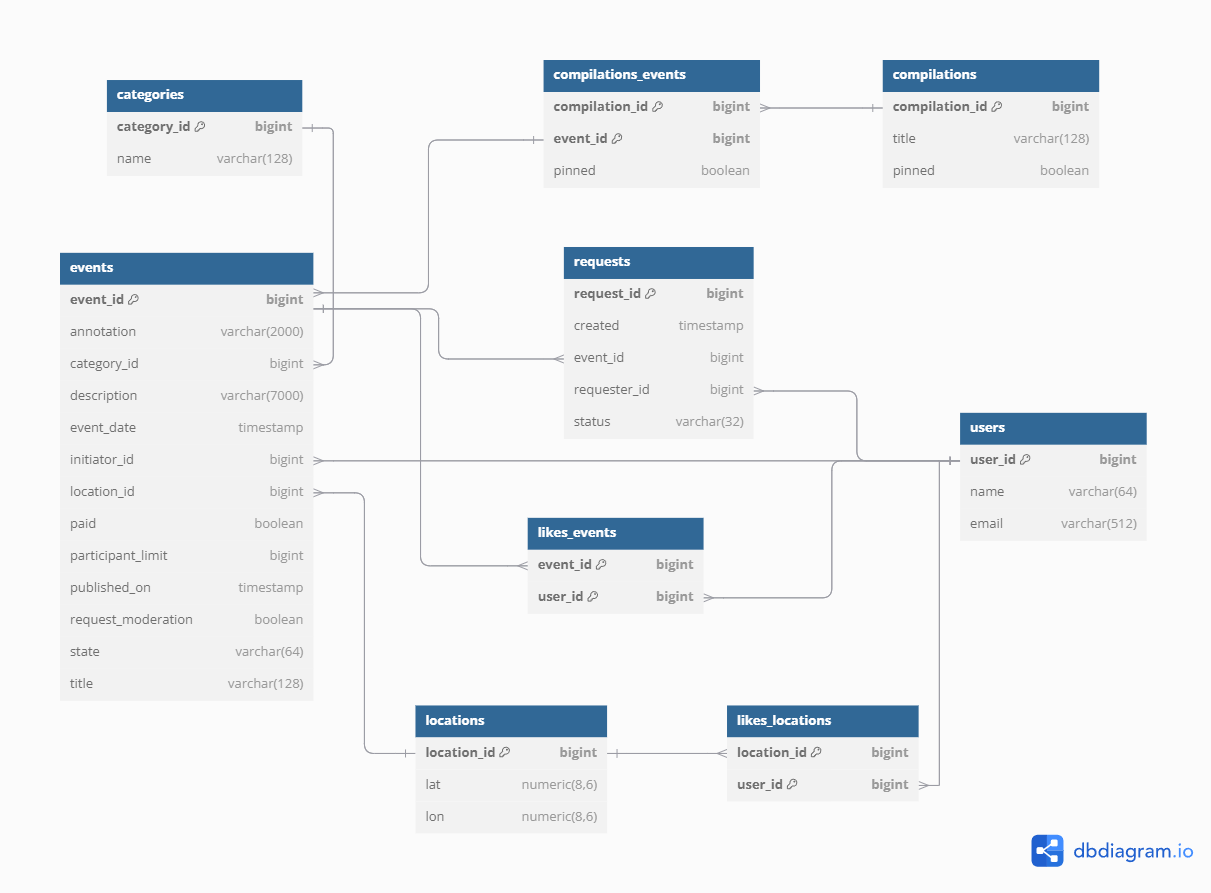 categories
category_id bigint
name varchar(128)
compilations_events
compilation_id bigint
event_id bigint
pinned boolean
compilations
compilation_id bigint
title varchar(128)
pinned boolean
events
event_id bigint
annotation varchar(2000)
category_id bigint
description varchar(7000)
event_date timestamp
initiator_id bigint
location_id bigint
paid boolean
participant_limit bigint
published_on timestamp
request_moderation boolean
state varchar(64)
title varchar(128)
requests
request_id bigint
created timestamp
event_id bigint
requester_id bigint
status varchar(32)
users
user_id bigint
name varchar(64)
email varchar(512)
likes_events
event_id bigint
user_id bigint
locations
location_id bigint
lat numeric(8,6)
lon numeric(8,6)
likes_locations
location_id bigint
user_id bigint
dbdiagram.io